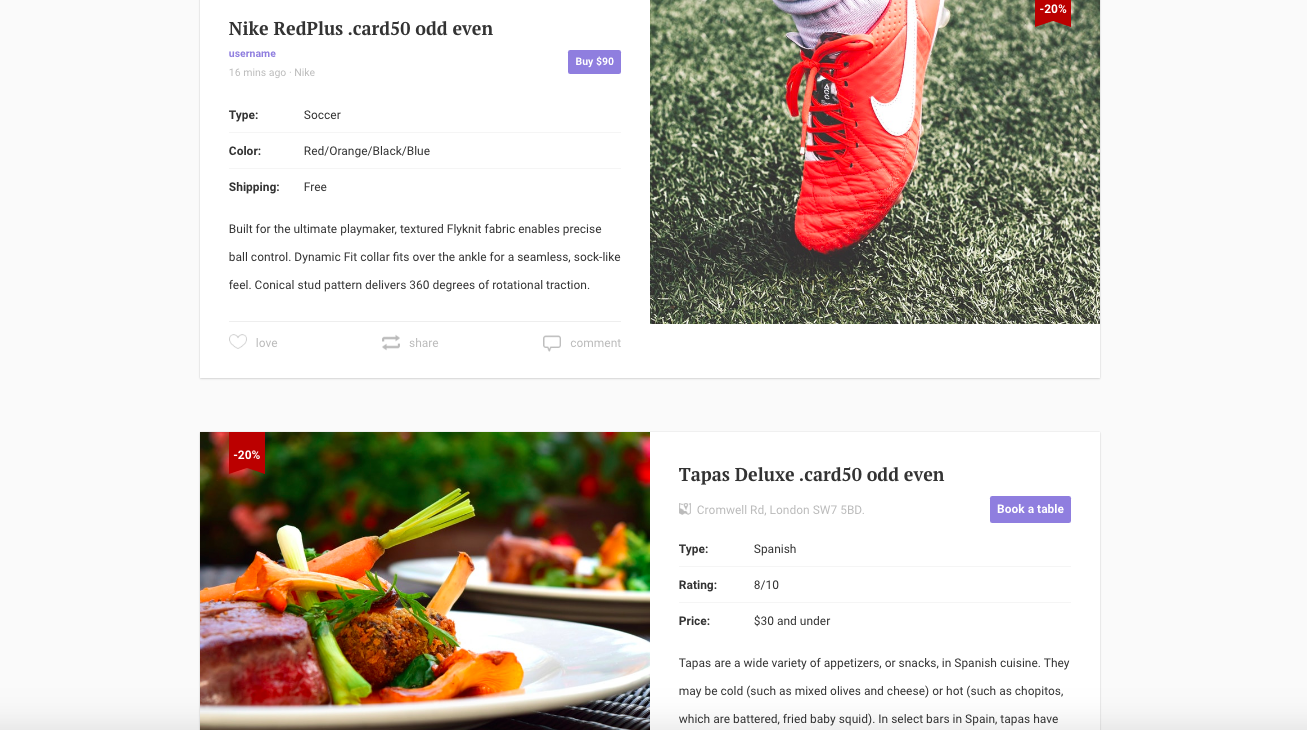 Nike RedPlus .card50 odd even
-20%
username
Buy $90
16 mins ago · Nike
Type: Soccer
Color: Red/Orange/Black/Blue
Shipping: Free
Built for the ultimate playmaker, textured Flyknit fabric enables precise
ball control. Dynamic Fit collar fits over the ankle for a seamless, sock-like
feel. Conical stud pattern delivers 360 degrees of rotational traction.
love
share
comment
-20%
Tapas Deluxe .card50 odd even
Cromwell Rd, London SW7 5BD.
Book a table
Type: Spanish
Rating: 8/10
Price: $30 and under
Tapas are a wide variety of appetizers, or snacks, in Spanish cuisine. They
may be cold (such as mixed olives and cheese) or hot (such as chopitos,
which are battered, fried baby squid). In select bars in Spain, tapas have